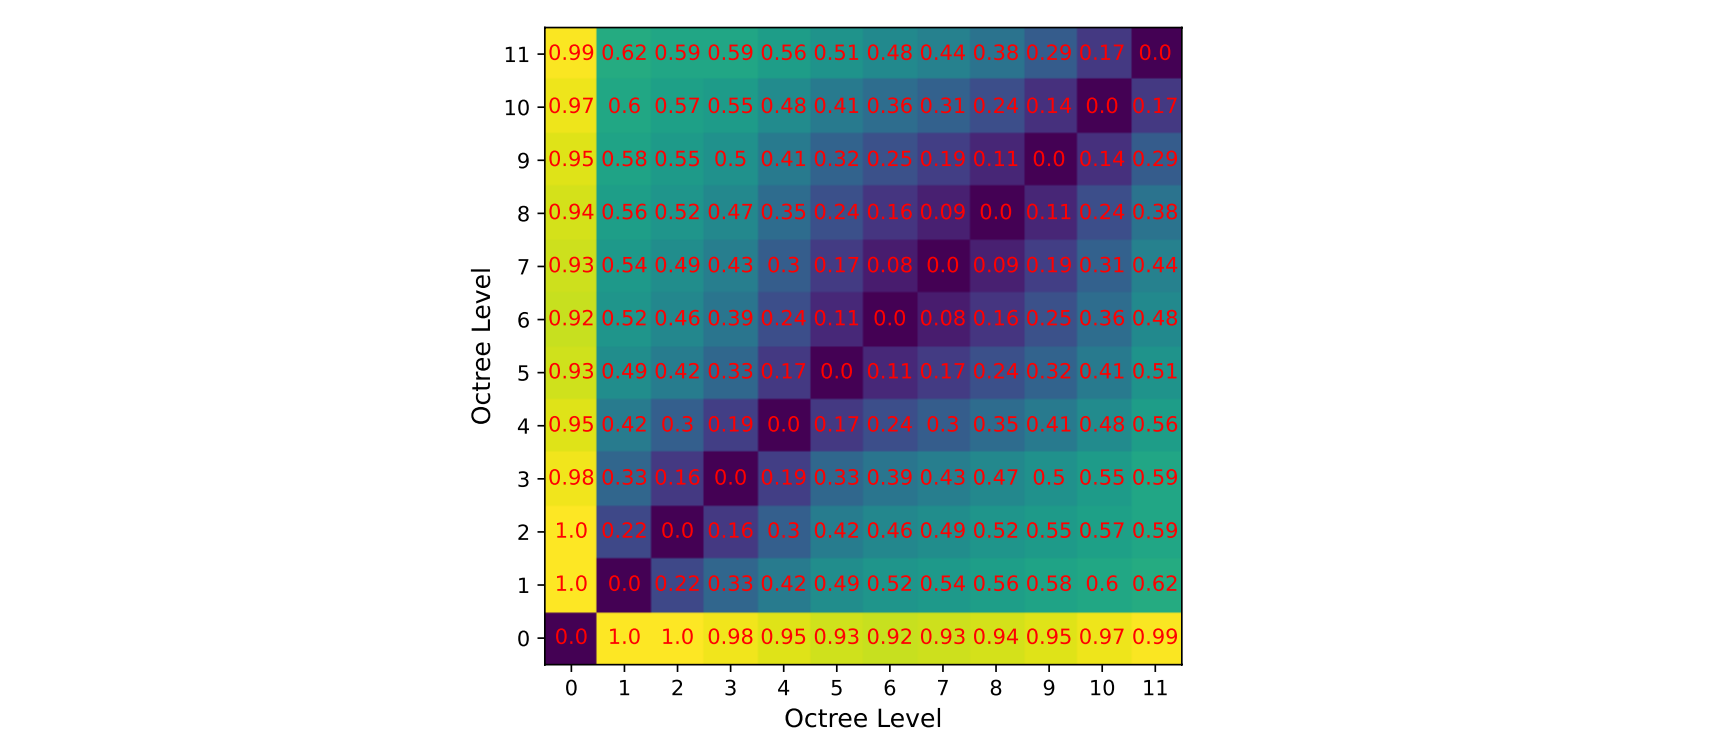 11 0.99 0.62 0.59 0.59 0.56 0.51 0.48 0.44 0.38 0.29 0.17 0.0
10 0.97 0.6 0.57 0.55 0.48 0.41 0.36 0.31 0.24 0.14 0.0 0.17
9 0.95 0.58 0.55 0.5 0.41 0.32 0.25 0.19 0.11 0.0 0.14 0.29
8 0.94 0.56 0.52 0.47 0.35 0.24 0.16 0.09 0.0 0.11 0.24 0.38
7 0.93 0.54 0.49 0.43 0.3 0.17 0.08 0.0 0.09 0.19 0.31 0.44
6 0.92 0.52 0.46 0.39 0.24 0.11 0.0 0.08 0.16 0.25 0.36 0.48
5 0.93 0.49 0.42 0.33 0.17 0.0 0.11 0.17 0.24 0.32 0.41 0.51
4 0.95 0.42 0.3 0.19 0.0 0.17 0.24 0.3 0.35 0.41 0.48 0.56
3 0.98 0.33 0.16 0.0 0.19 0.33 0.39 0.43 0.47 0.5 0.55 0.59
2 1.0 0.22 0.0 0.16 0.3 0.42 0.46 0.49 0.52 0.55 0.57 0.59
1 1.0 0.0 0.22 0.33 0.42 0.49 0.52 0.54 0.56 0.58 0.6 0.62
0 0.0 1.0 1.0 0.98 0.95 0.93 0.92 0.93 0.94 0.95 0.97 0.99
0 1 2 3 4 5 6 7 8 9 10 11
Octree Level
Octree Level